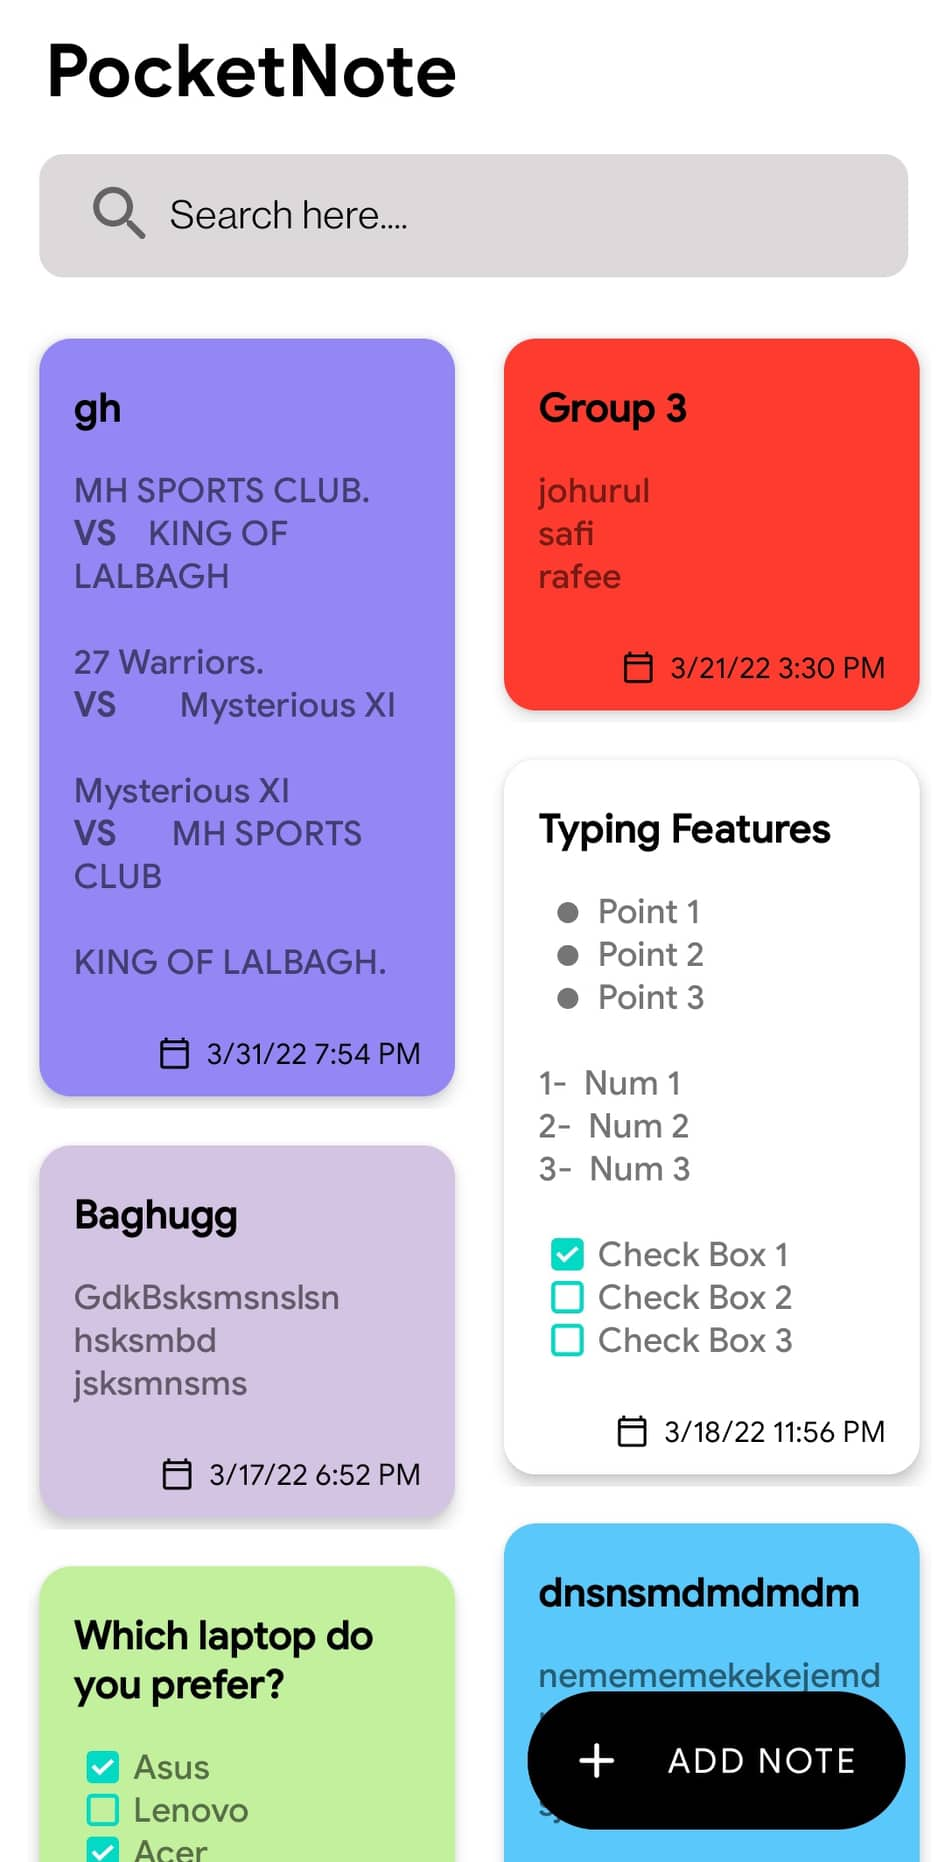 PocketNote
Search here....
gh
MH SPORTS CLUB.
VS KING OF
LALBAGH
27 Warriors.
VS Mysterious XI
Mysterious XI
VS MH SPORTS
CLUB
KING OF LALBAGH.
3/31/22 7:54 PM
Group 3
johurul
safi
rafee
3/21/22 3:30 PM
Typing Features
Point 1
Point 2
Point 3
1- Num 1
2- Num 2
3- Num 3
Check Box 1
Check Box 2
Check Box 3
3/18/22 11:56 PM
Baghugg
GdkBsksmsnslsn
hsksmbd
jsksmnsms
3/17/22 6:52 PM
Which laptop do
you prefer?
Asus
Lenovo
Acer
dnsnsmdmdmdm
nemememekekejemd
ADD NOTE